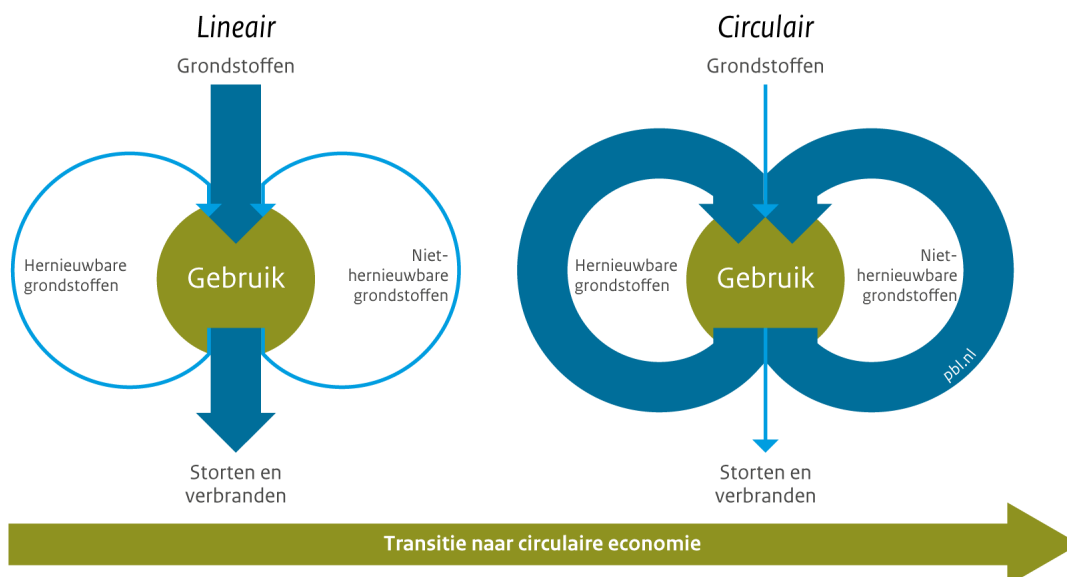 Lineair
Grondstoffen
Hernieuwbare
grondstoffen
Gebruik
Niet-
hernieuwbare
grondstoffen
Storten en
verbranden
Circulair
Grondstoffen
Hernieuwbare
grondstoffen
Gebruik
Niet-
hernieuwbare
grondstoffen
pbl.nl
Storten en
verbranden
Transitie naar circulaire economie